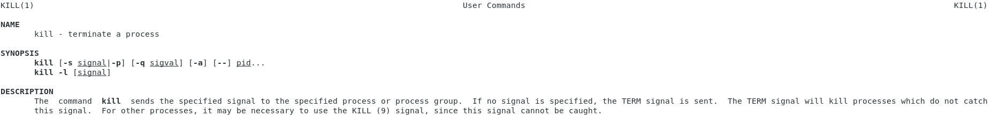 KILL(1) User Commands KILL(1)
NAME
kill - terminate a process
SYNOPSIS
kill [-s signal|-p] [-q sigval] [-a] [--] pid...
kill -l [signal]
DESCRIPTION
The command kill sends the specified signal to the specified process or process group. If no signal is specified, the TERM signal is sent. The TERM signal will kill processes which do not catch
this signal. For other processes, it may be necessary to use the KILL (9) signal, since this signal cannot be caught.